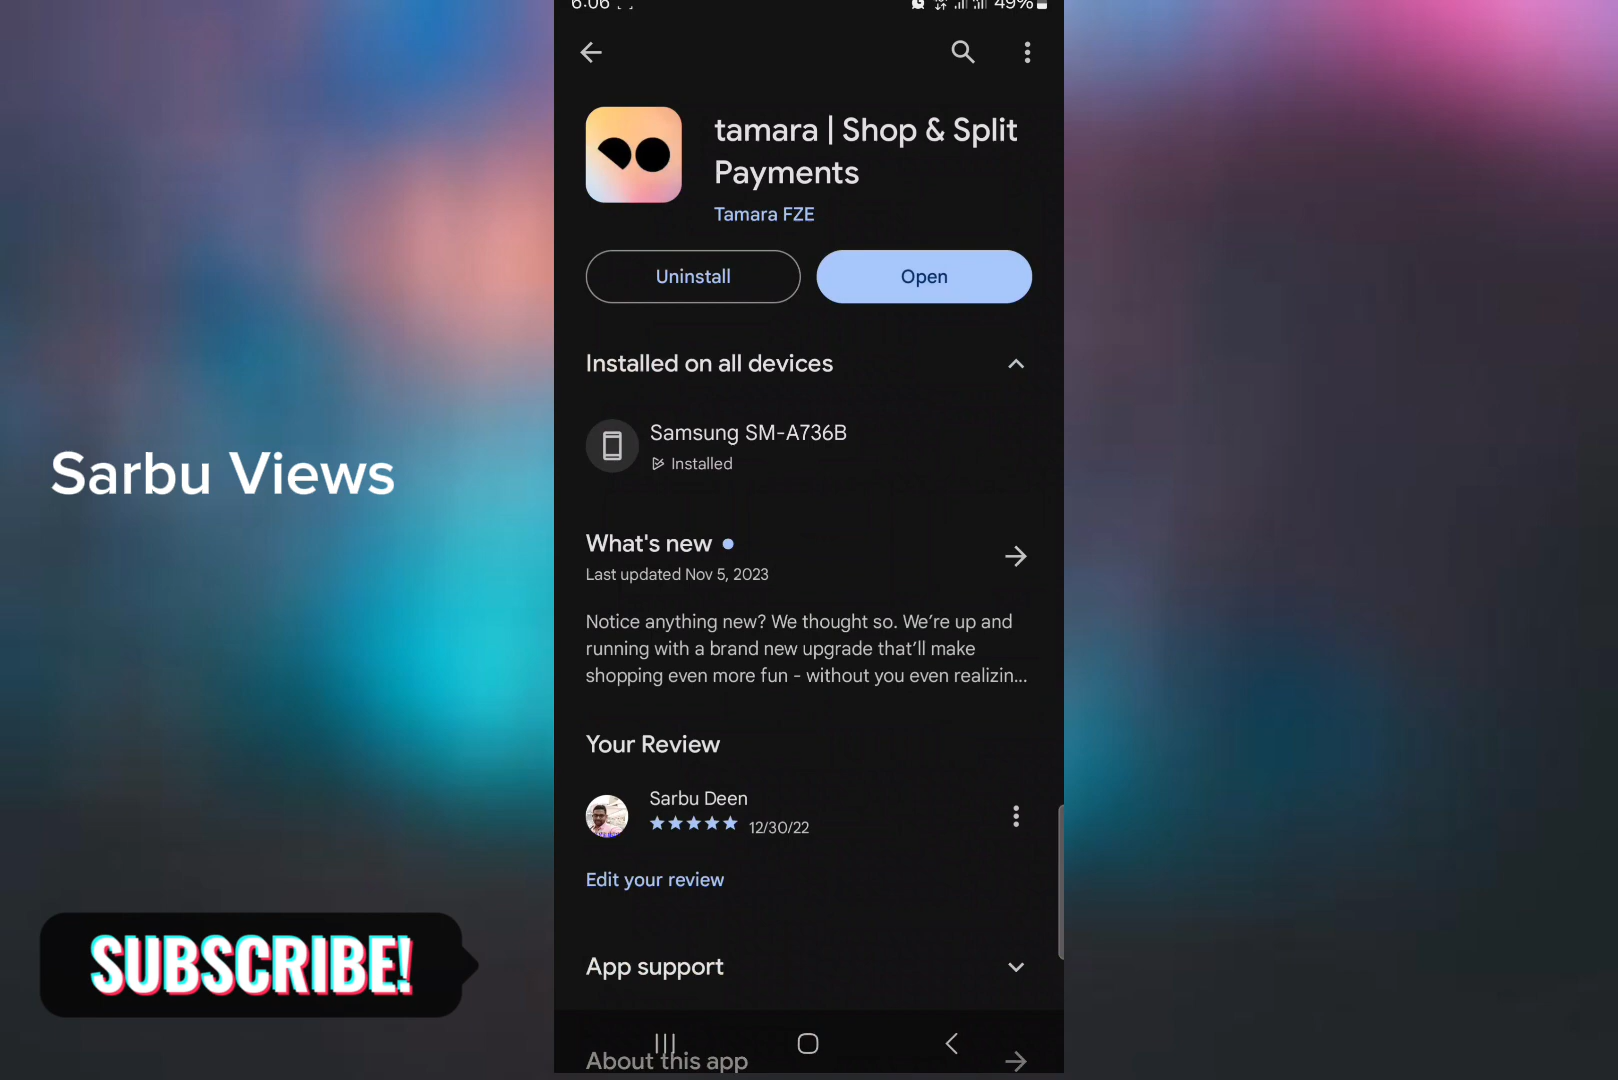 6:06
49%
tamara | Shop & Split
Payments
Tamara FZE
Uninstall
Open
Installed on all devices
Samsung SM-A736B
Installed
Sarbu Views
What's new
Last updated Nov 5, 2023
Notice anything new? We thought so. We're up and
running with a brand new upgrade that'll make
shopping even more fun - without you even realizin...
Your Review
Sarbu Deen
12/30/22
Edit your review
SUBSCRIBE!
App support
About this app